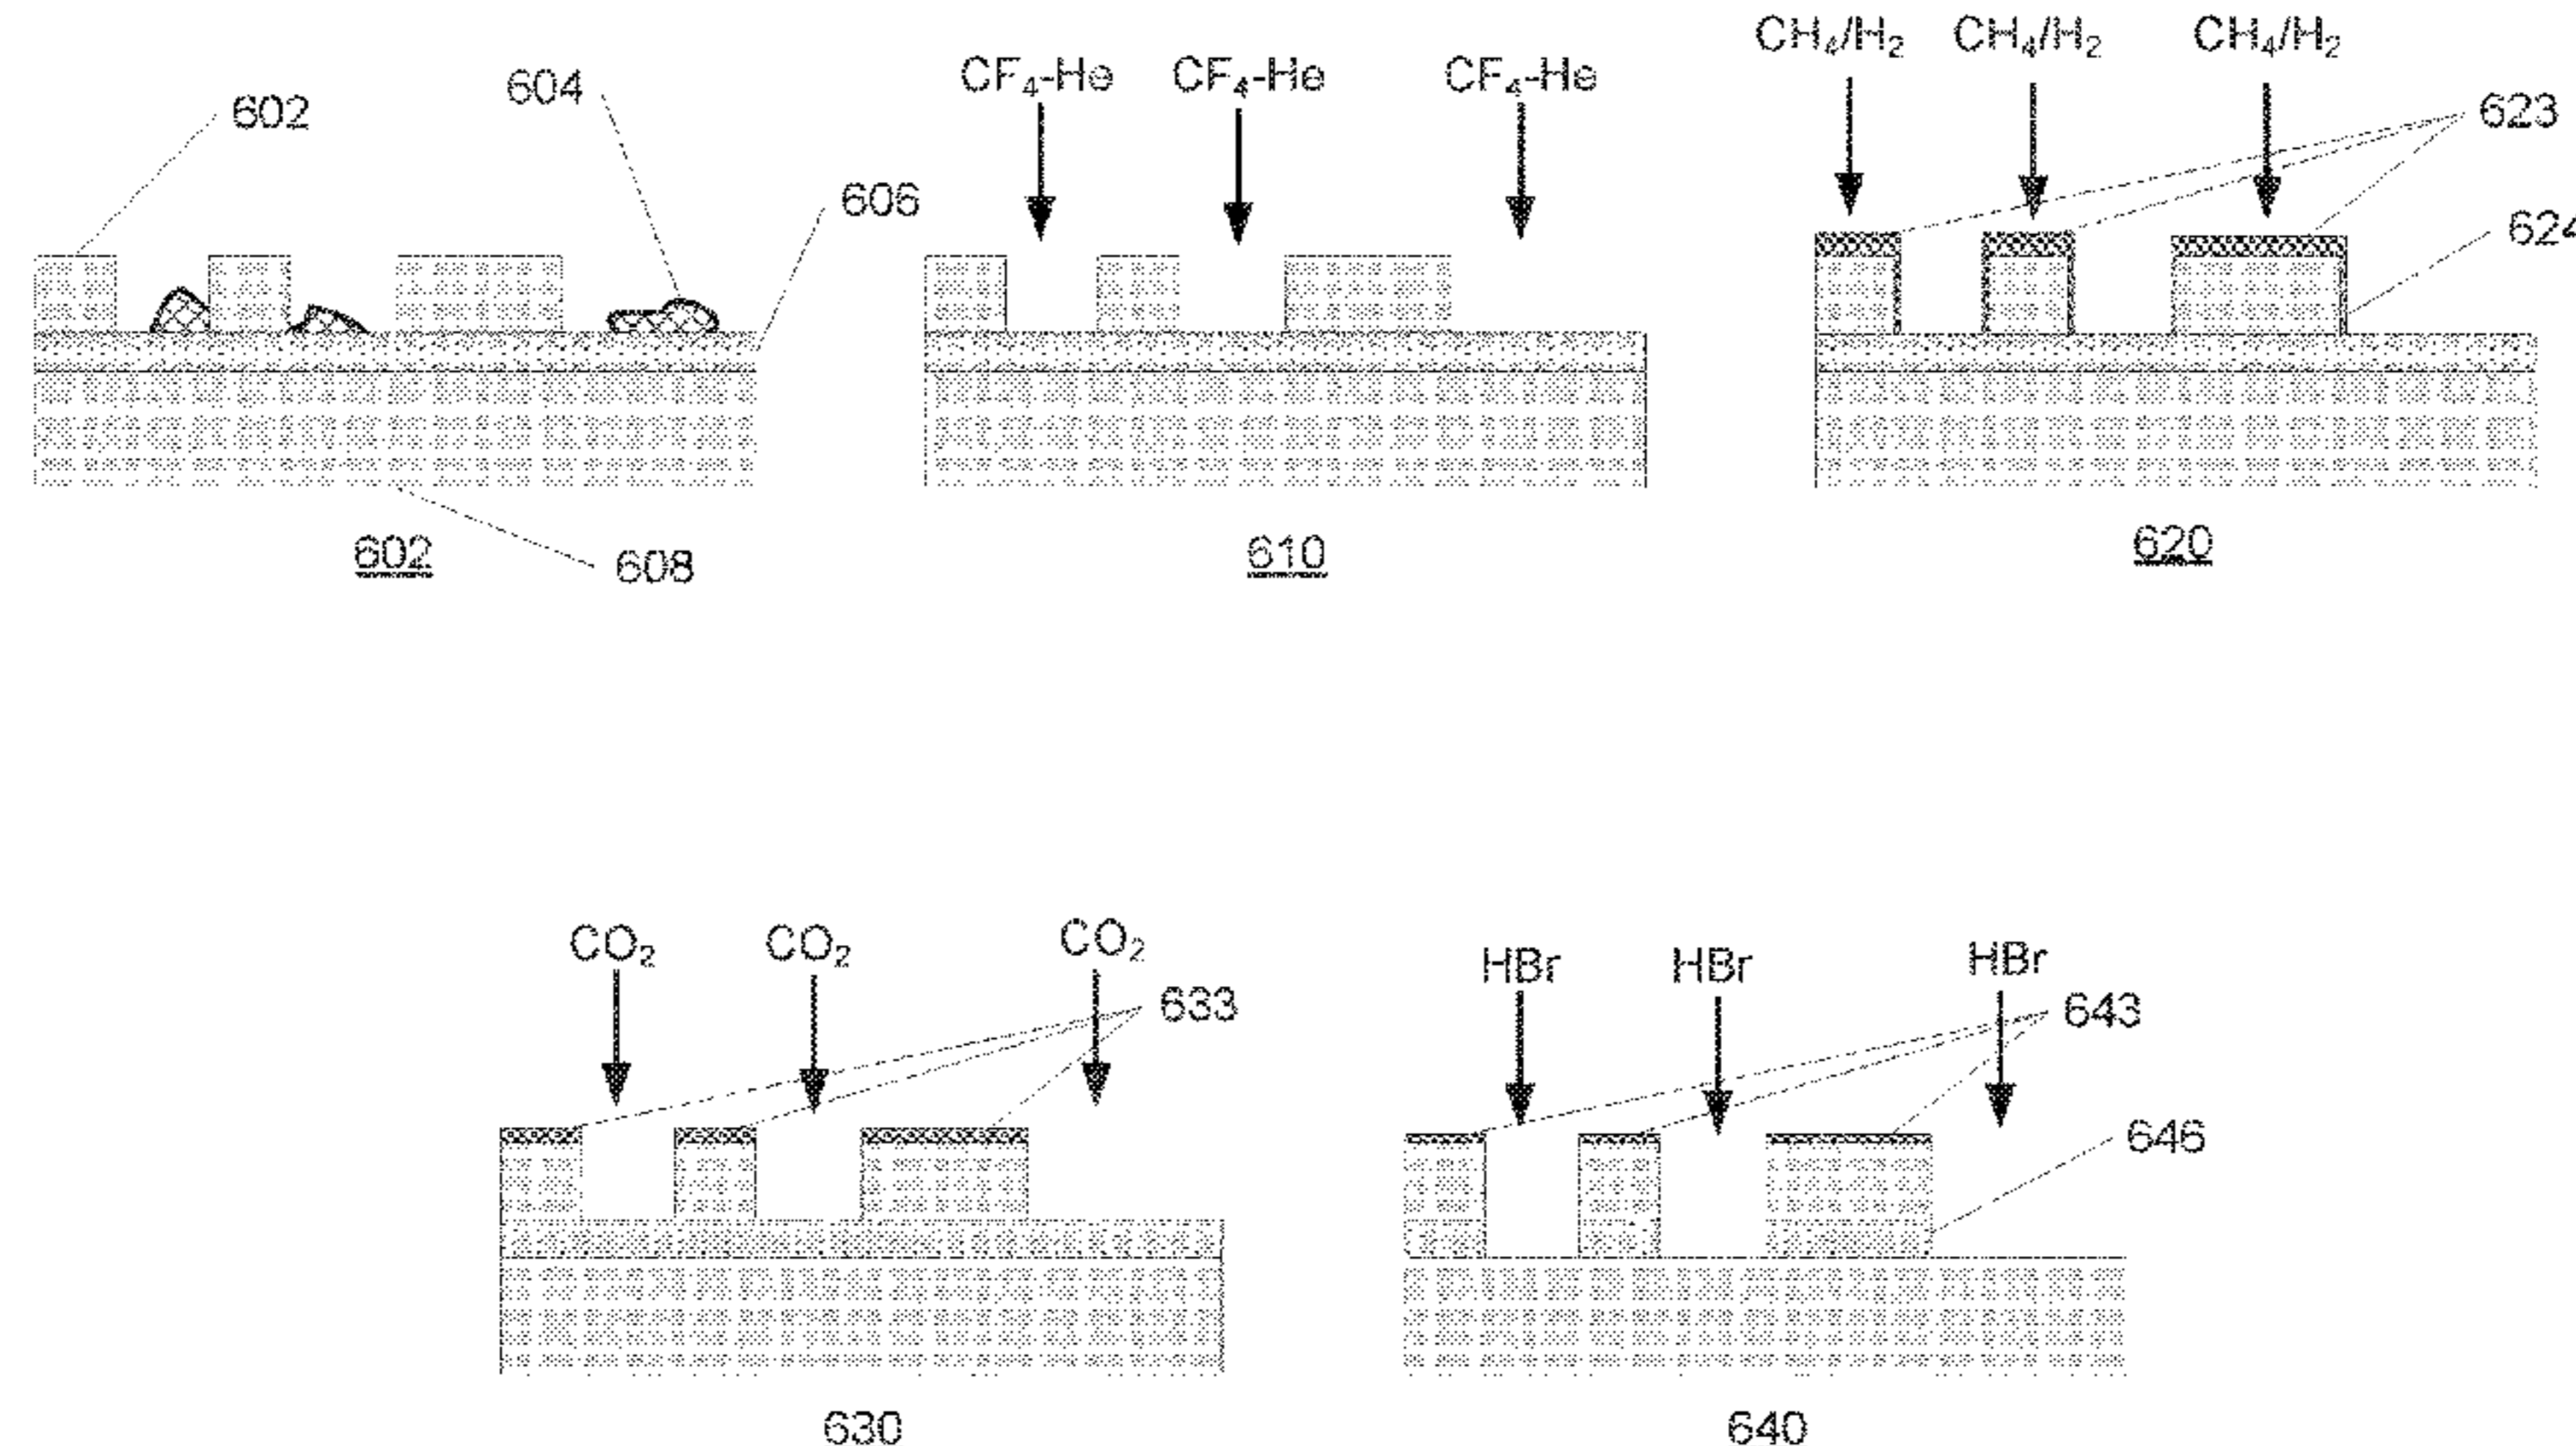 CH4/H2 CH4/H2 CH4/H2
604 CF4-He CF4-He CF4-He
602 623
606
624
602 608 610 620
CO2 CO2 CO2 HBr HBr HBr
633 643
646
630 640